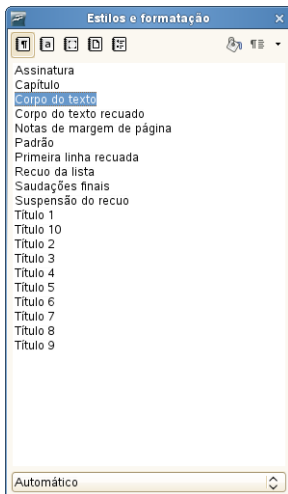 Estilos e formatação
Assinatura
Capítulo
Corpo do texto
Corpo do texto recuado
Notas de margem de página
Padrão
Primeira linha recuada
Recuo da lista
Saudações finais
Suspensão do recuo
Título 1
Título 10
Título 2
Título 3
Título 4
Título 5
Título 6
Título 7
Título 8
Título 9
Automático